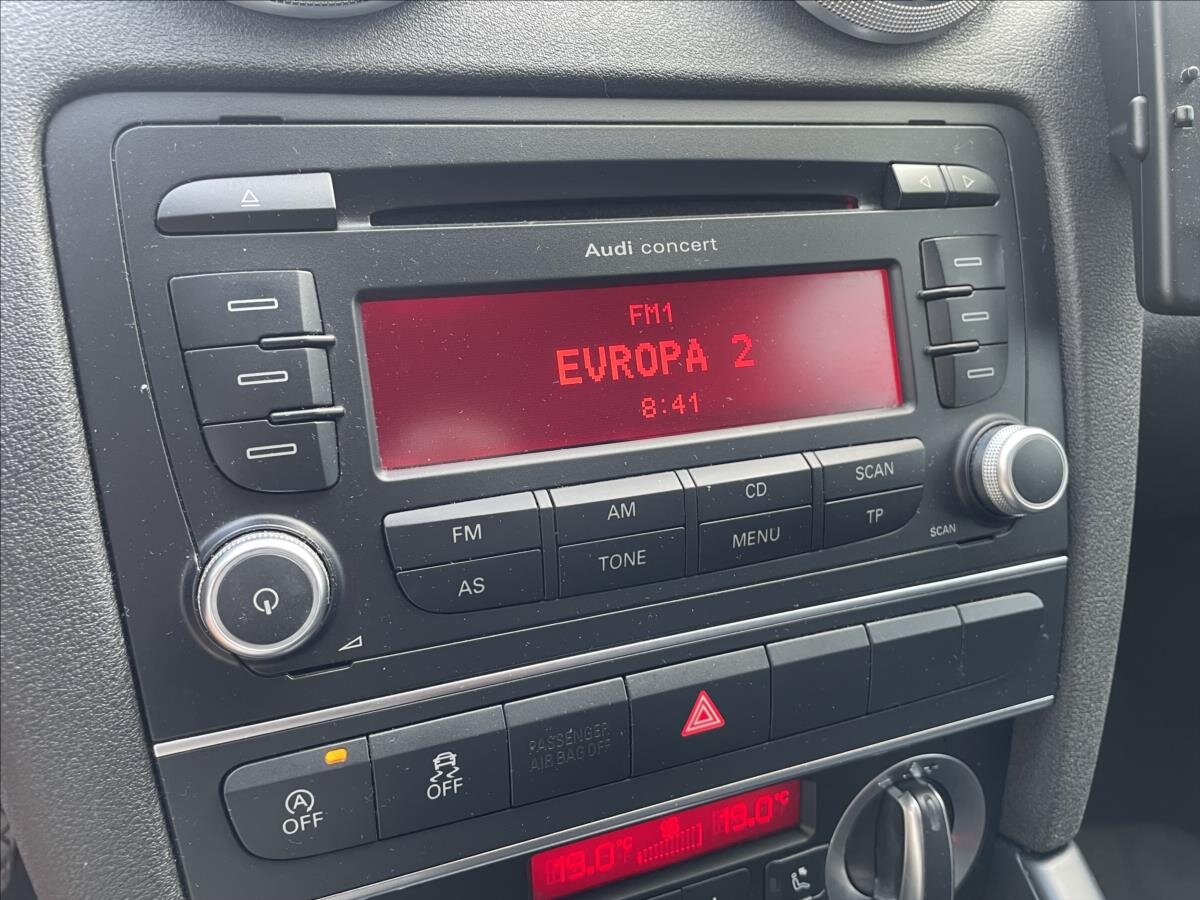 Audi concert
FM1
EVROPA 2
8:41
FM
AM
CD
SCAN
AS
TONE
MENU
TP
SCAN
A
OFF
OFF
PASSENGER
AIR BAG OFF
19.0°C
19.0°C